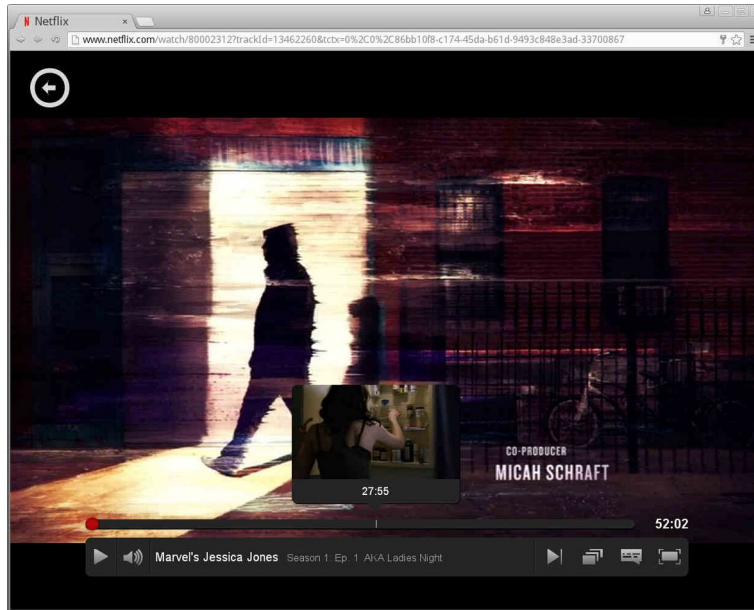 Netflix
www.netflix.com/watch/80002312?trackId=13462260&tctx=0%2C0%2C86bb10f8-c174-45da-b61d-9493c848e3ad-33700867
CO-PRODUCER
MICAH SCHRAFT
27:55
52:02
Marvel's Jessica Jones Season 1: Ep. 1 AKA Ladies Night